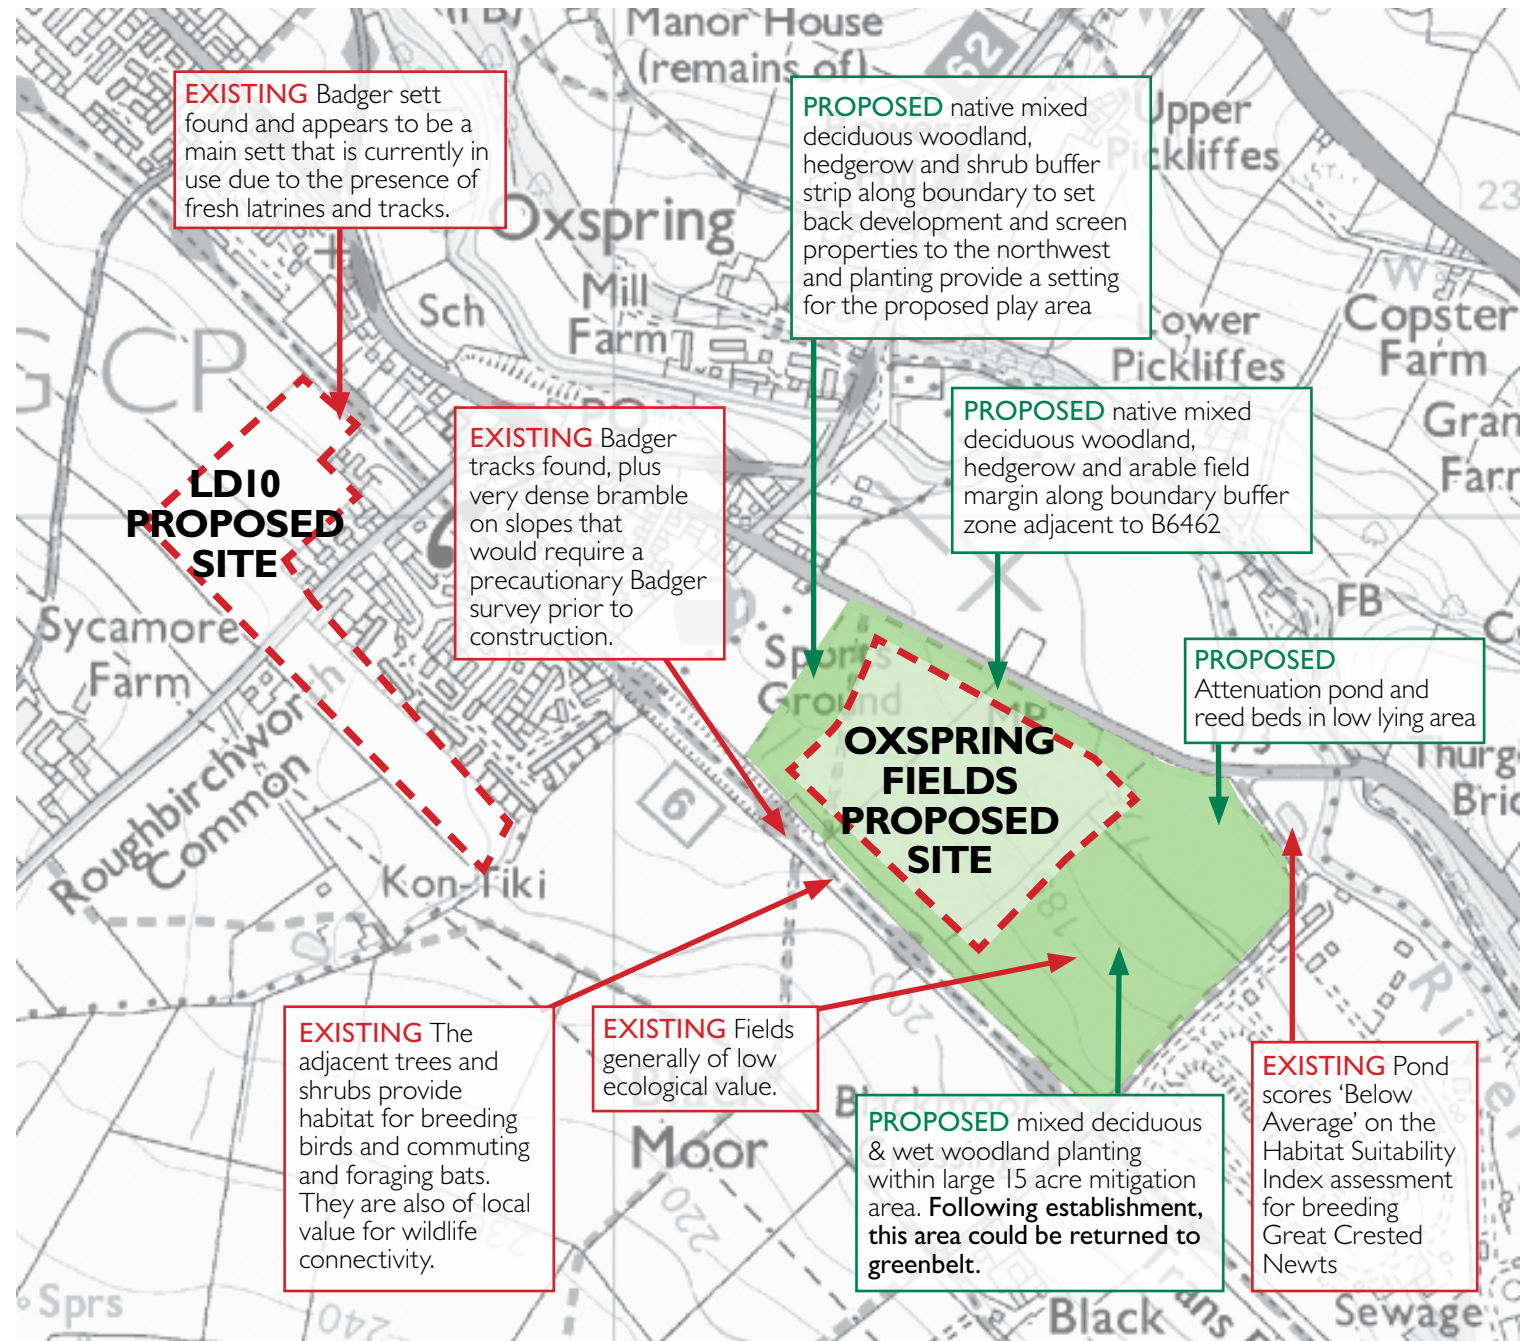 Manor House
(remains of)
62
EXISTING Badger sett
found and appears to be a
main sett that is currently in
use due to the presence of
fresh latrines and tracks.
PROPOSED native mixed
deciduous woodland,
hedgerow and shrub buffer
strip along boundary to set
back development and screen
properties to the northwest
and planting provide a setting
for the proposed play area
Upper
Pickliffes
23
Oxspring
W
Sch
Mill
Farm
Lower
Pickliffes
Copster
Farm
G CP
PROPOSED native mixed
deciduous woodland,
hedgerow and arable field
margin along boundary buffer
zone adjacent to B6462
EXISTING Badger
tracks found, plus
very dense bramble
on slopes that
would require a
precautionary Badger
survey prior to
construction.
LD10
PROPOSED
SITE
FB
Sycamore
Farm
Sports
Ground
MP
PROPOSED
Attenuation pond and
reed beds in low lying area
OXSPRING
FIELDS
PROPOSED
SITE
6
Roughbirchworth
Common
Kon-Tiki
EXISTING The
adjacent trees and
shrubs provide
habitat for breeding
birds and commuting
and foraging bats.
They are also of local
value for wildlife
connectivity.
EXISTING Fields
generally of low
ecological value.
Black
Moor
PROPOSED mixed deciduous
& wet woodland planting
within large 15 acre mitigation
area. Following establishment,
this area could be returned to
greenbelt.
EXISTING Pond
scores ‘Below
Average’ on the
Habitat Suitability
Index assessment
for breeding
Great Crested
Newts
220
Sprs
240
Black
Trans
Sewage